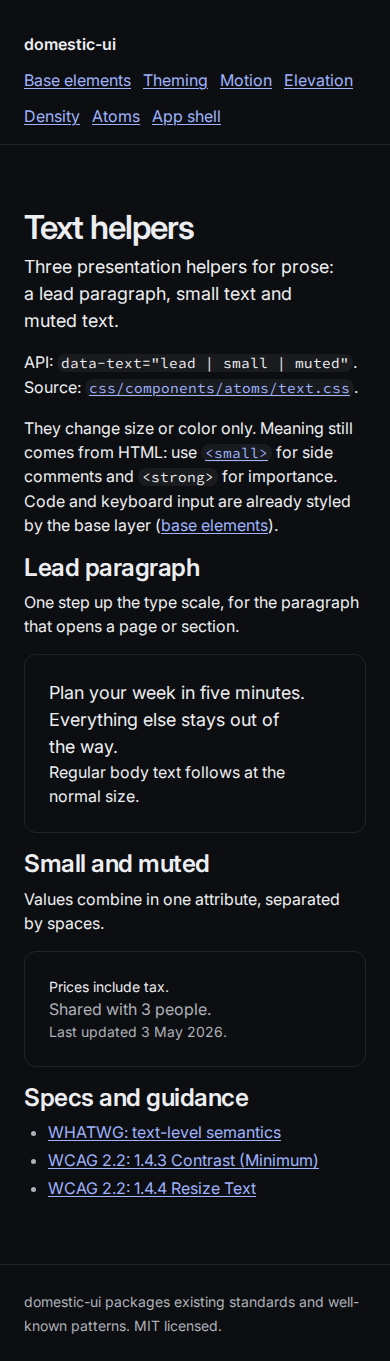 domestic-ui
Base elements Theming Motion Elevation
Density Atoms App shell
Text helpers
Three presentation helpers for prose:
a lead paragraph, small text and
muted text.
API: data-text="lead | small | muted".
Source: css/components/atoms/text.css.
They change size or color only. Meaning still
comes from HTML: use <small> for side
comments and <strong> for importance.
Code and keyboard input are already styled
by the base layer (base elements).
Lead paragraph
One step up the type scale, for the paragraph
that opens a page or section.
Plan your week in five minutes.
Everything else stays out of
the way.
Regular body text follows at the
normal size.
Small and muted
Values combine in one attribute, separated
by spaces.
Prices include tax.
Shared with 3 people.
Last updated 3 May 2026.
Specs and guidance
WHATWG: text-level semantics
WCAG 2.2: 1.4.3 Contrast (Minimum)
WCAG 2.2: 1.4.4 Resize Text
domestic-ui packages existing standards and well-
known patterns. MIT licensed.